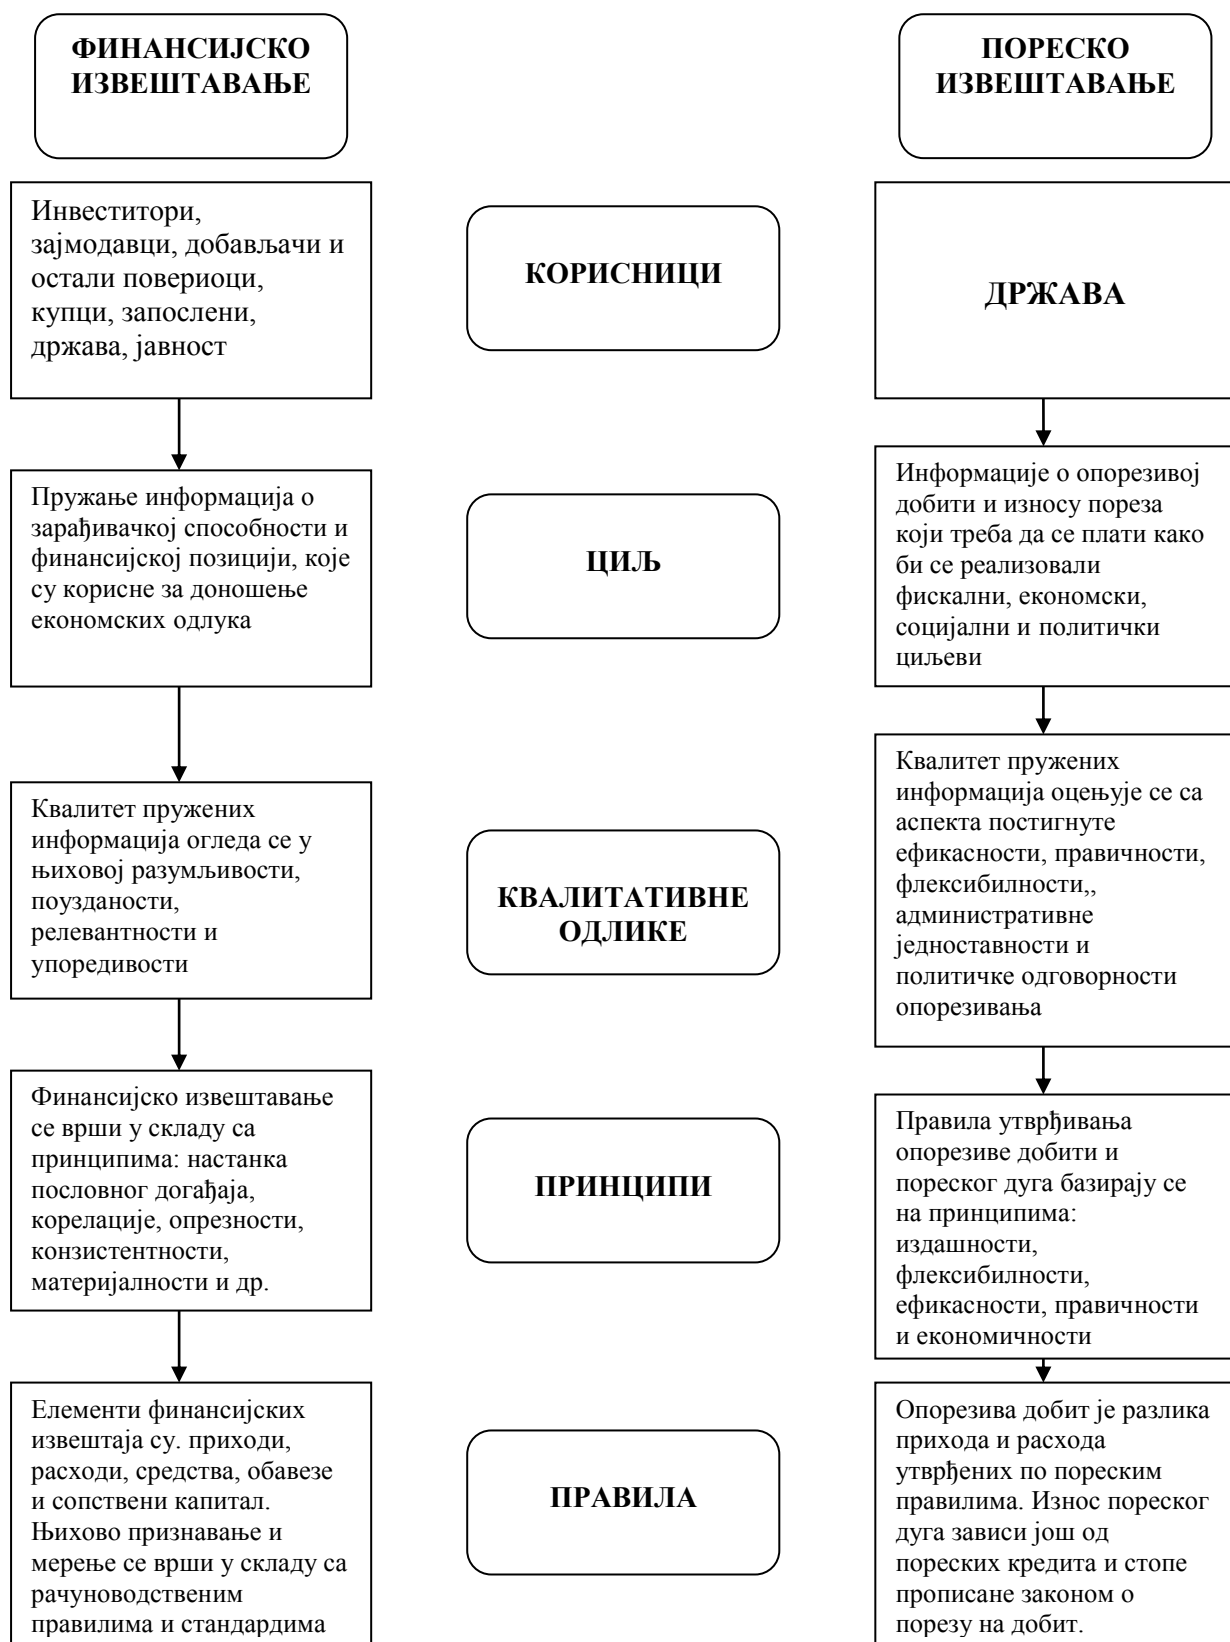 ФИНАНСИЈСКО
ИЗВЕШТАВАЊЕ
ПОРЕСКО
ИЗВЕШТАВАЊЕ
Инвеститори,
зајмодавци, добављачи и
остали повериоци,
купци, запослени,
држава, јавност
КОРИСНИЦИ
ДРЖАВА
Пружање информација о
зарађивачкој способности и
финансијској позицији, које
су корисне за доношење
економских одлука
ЦИЉ
Информације о опорезивој
добити и износу пореза
који треба да се плати како
би се реализовали
фискални, економски,
социјални и политички
циљеви
Квалитет пружених
информација огледа се у
њиховој разумљивости,
поузданости,
релевантности и
упоредивости
КВАЛИТАТИВНЕ
ОДЛИКЕ
Квалитет пружених
информација оцењује се са
аспекта постигнуте
ефикасности, правичности,
флексибилности,,
административне
једноставности и
политичке одговорности
опорезивања
Финансијско извештавање
се врши у складу са
принципима: настанка
пословног догађаја,
корелације, опрезности,
конзистентности,
материјалности и др.
ПРИНЦИПИ
Правила утврђивања
опорезиве добити и
пореског дуга базирају се
на принципима:
издашности,
флексибилности,
ефикасности, правичности
и економичности
Елементи финансијских
извештаја су. приходи,
расходи, средства, обавезе
и сопствени капитал.
Њихово признавање и
мерење се врши у складу са
рачуноводственим
правилима и стандардима
ПРАВИЛА
Опорезива добит је разлика
прихода и расхода
утврђених по пореским
правилима. Износ пореског
дуга зависи још од
пореских кредита и стопе
прописане законом о
порезу на добит.